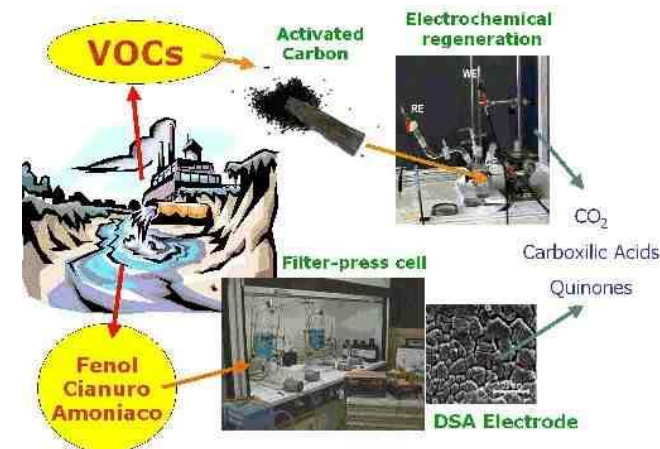 VOCs
Activated
Carbon
Electrochemical
regeneration
WE
RE
CO₂
Carboxilic Acids
Quinones
Filter-press cell
Fenol
Cianuro
Amoniaco
DSA Electrode